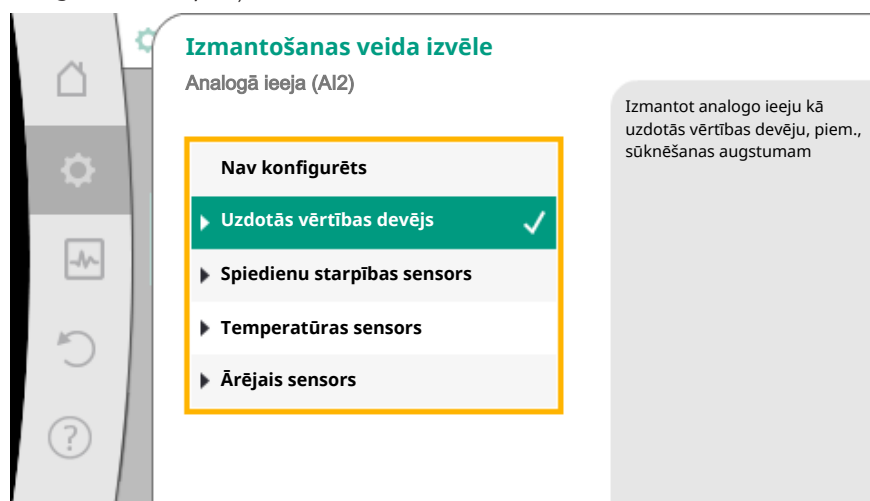 Izmantošanas veida izvēle
Analogā ieeja (AI2)
Nav konfigurēts
Uzdotās vērtības devējs
Spiedienu starpības sensors
Temperatūras sensors
Ārējais sensors
Izmantot analogo ieeju kā
uzdotās vērtības devēju, piem.,
sūknēšanas augstumam